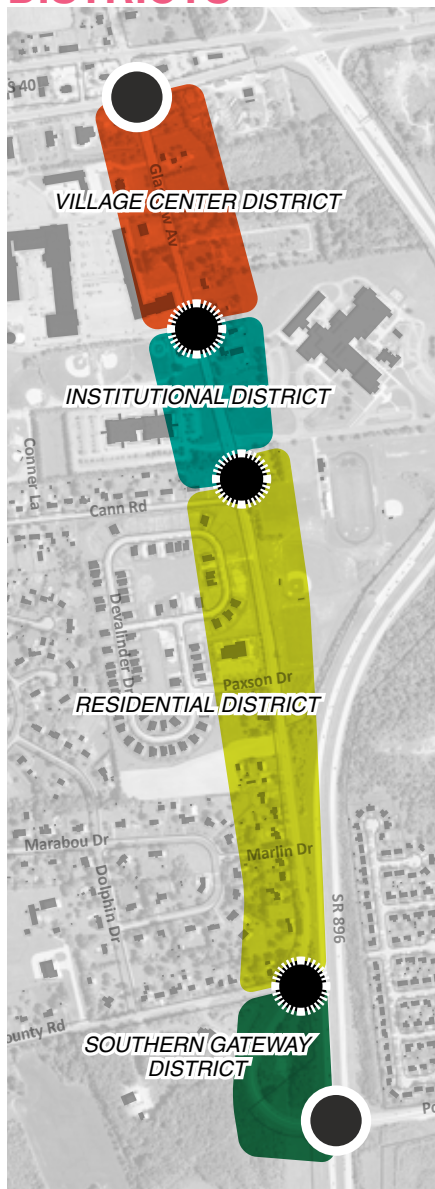 DISTRICTS
S 40
Glasgow Av
VILLAGE CENTER DISTRICT
INSTITUTIONAL DISTRICT
Conner La
Cann Rd
Devalinder Dr
Paxson Dr
RESIDENTIAL DISTRICT
Marabou Dr
Marlin Dr
Dolphin Dr
SR 896
ounty Rd
SOUTHERN GATEWAY
DISTRICT
Po